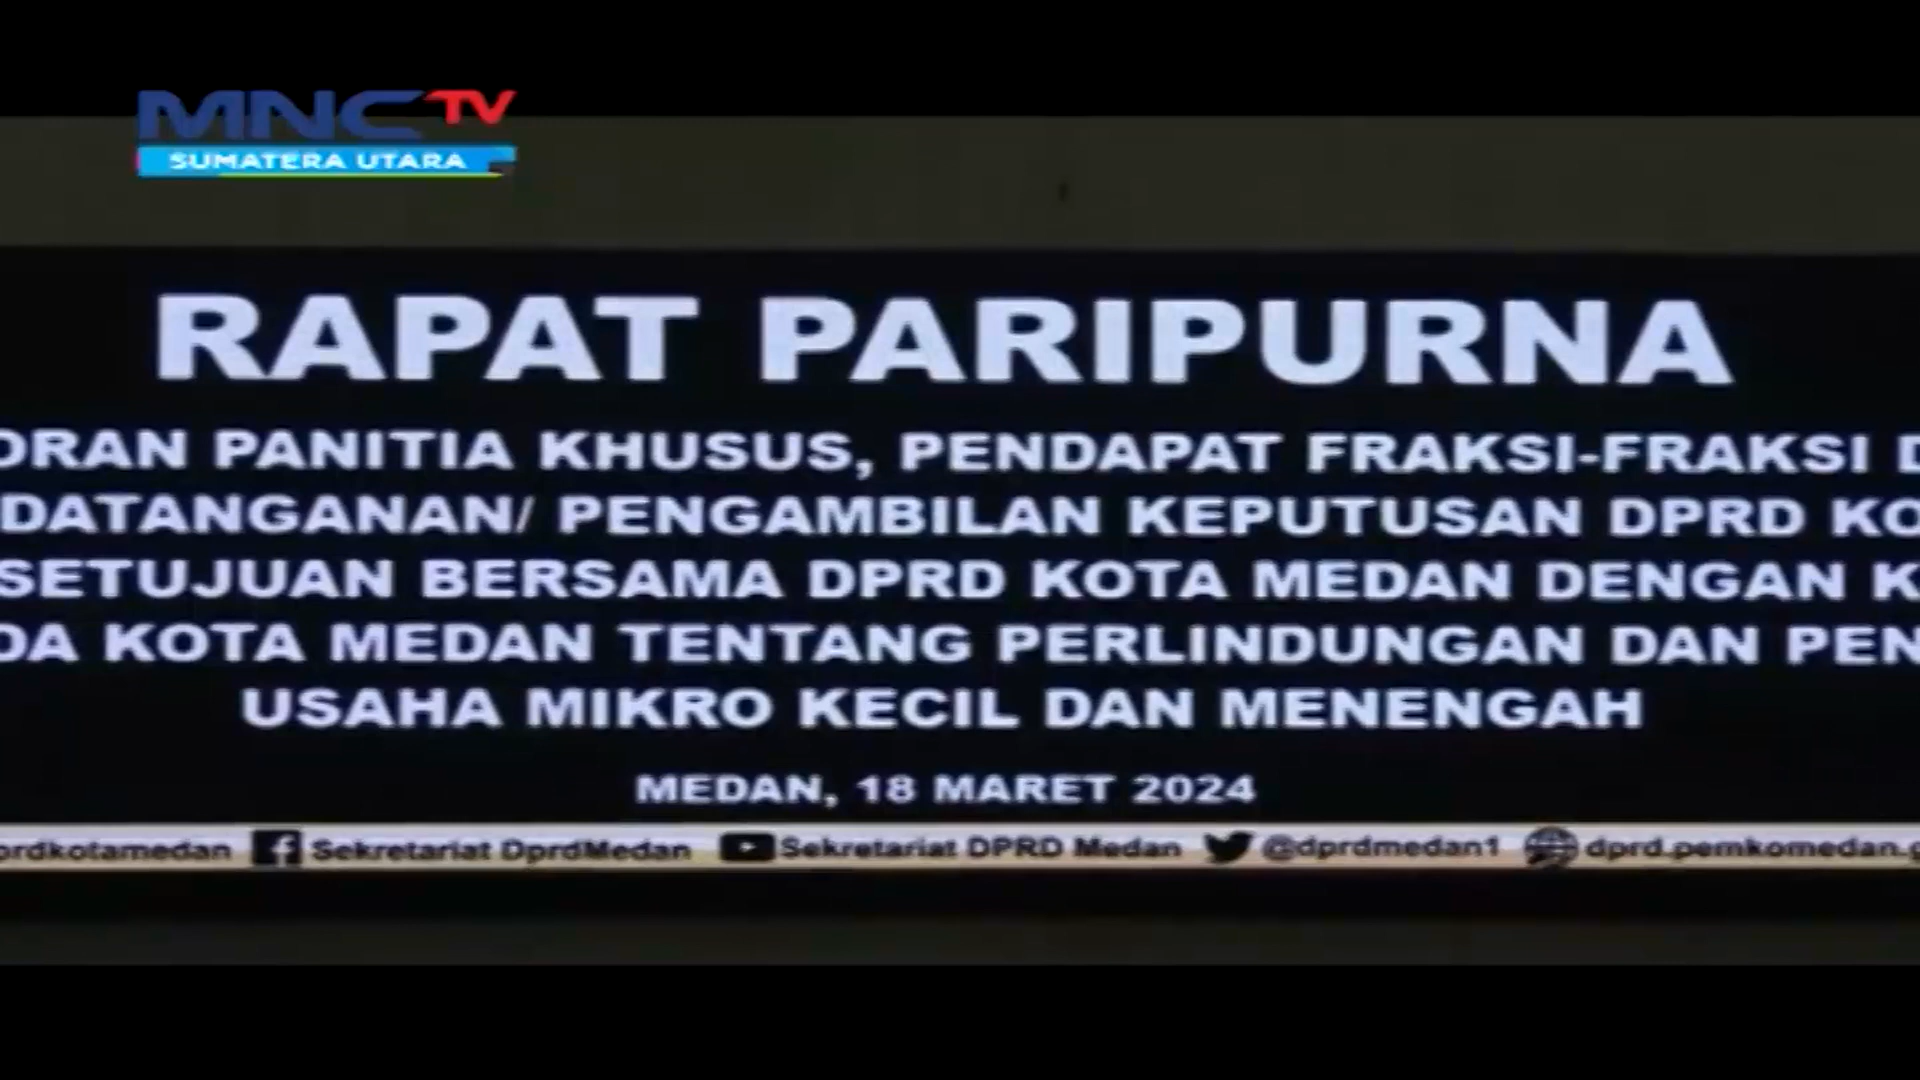 MNCTV
SUMATERA UTARA
RAPAT PARIPURNA
ORAN PANITIA KHUSUS, PENDAPAT FRAKSI-FRAKSI D
DATANGANAN/ PENGAMBILAN KEPUTUSAN DPRD KO
SETUJUAN BERSAMA DPRD KOTA MEDAN DENGAN K
DA KOTA MEDAN TENTANG PERLINDUNGAN DAN PEN
USAHA MIKRO KECIL DAN MENENGAH
MEDAN, 18 MARET 2024
prdkotamedan Sekretariat DprdMedan Sekretariat DPRD Medan @dprdmedan1 dprd.pemkomedan.g